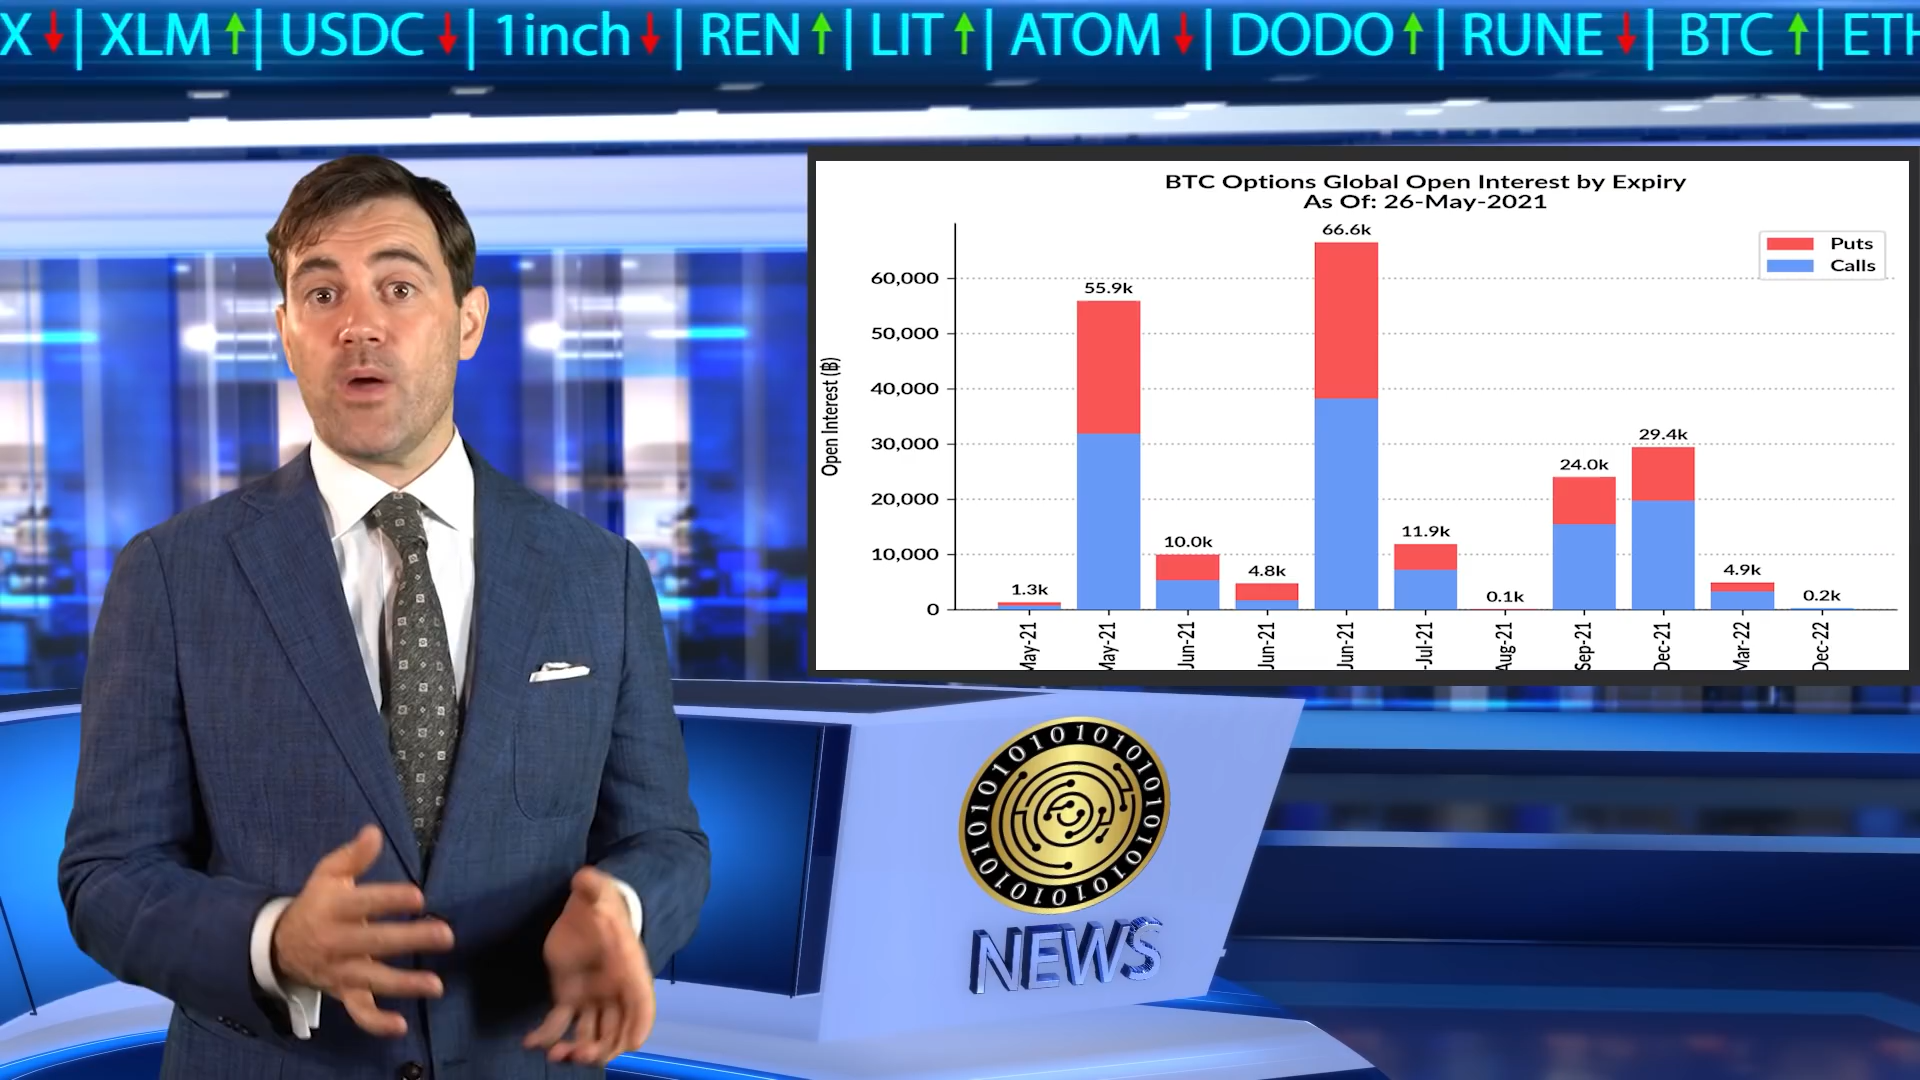 X | XLM | USDC | 1inch | REN | LIT | ATOM | DODO | RUNE | BTC | ETH
BTC Options Global Open Interest by Expiry
As Of: 26-May-2021
Puts
Calls
Open Interest (฿)
60,000
50,000
40,000
30,000
20,000
10,000
0
1.3k
55.9k
10.0k
4.8k
66.6k
11.9k
0.1k
24.0k
29.4k
4.9k
0.2k
May-21
May-21
Jun-21
Jun-21
Jun-21
-Jul-21
Aug-21
Sep-21
Dec-21
Mar-22
Dec-22
NEWS